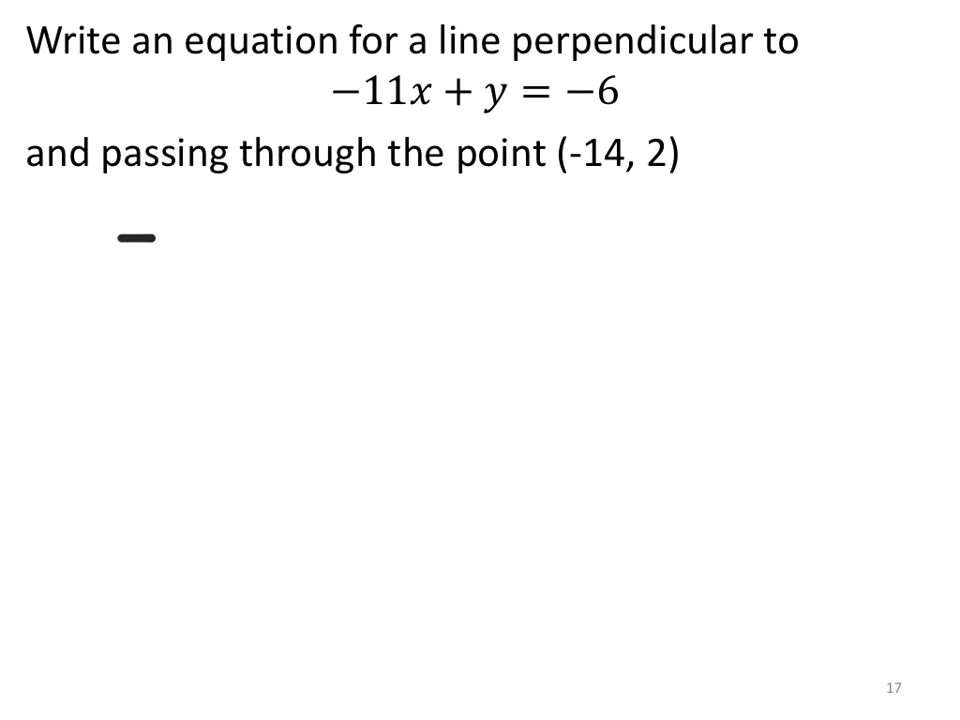 Write an equation for a line perpendicular to
−11x + y = −6
and passing through the point (-14, 2)
−
17